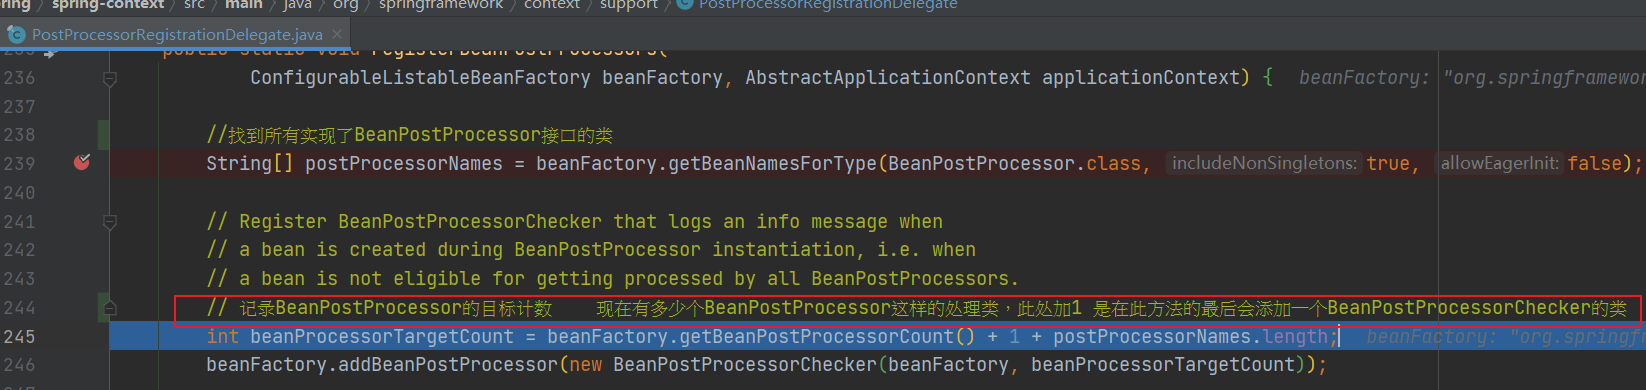 ring › spring-context › src › main › java › org › springframework › context › support › PostProcessorRegistrationDelegate
PostProcessorRegistrationDelegate.java ×
235 public static void registerBeanPostProcessors(
236 ConfigurableListableBeanFactory beanFactory, AbstractApplicationContext applicationContext) { beanFactory: "org.springframewor
237
238 //找到所有实现了BeanPostProcessor接口的类
239 String[] postProcessorNames = beanFactory.getBeanNamesForType(BeanPostProcessor.class, includeNonSingletons: true, allowEagerInit: false);
240
241 // Register BeanPostProcessorChecker that logs an info message when
242 // a bean is created during BeanPostProcessor instantiation, i.e. when
243 // a bean is not eligible for getting processed by all BeanPostProcessors.
244 // 记录BeanPostProcessor的目标计数 现在有多少个BeanPostProcessor这样的处理类，此处加1 是在此方法的最后会添加一个BeanPostProcessorChecker的类
245 int beanProcessorTargetCount = beanFactory.getBeanPostProcessorCount() + 1 + postProcessorNames.length; beanFactory: "org.springfr
246 beanFactory.addBeanPostProcessor(new BeanPostProcessorChecker(beanFactory, beanProcessorTargetCount));